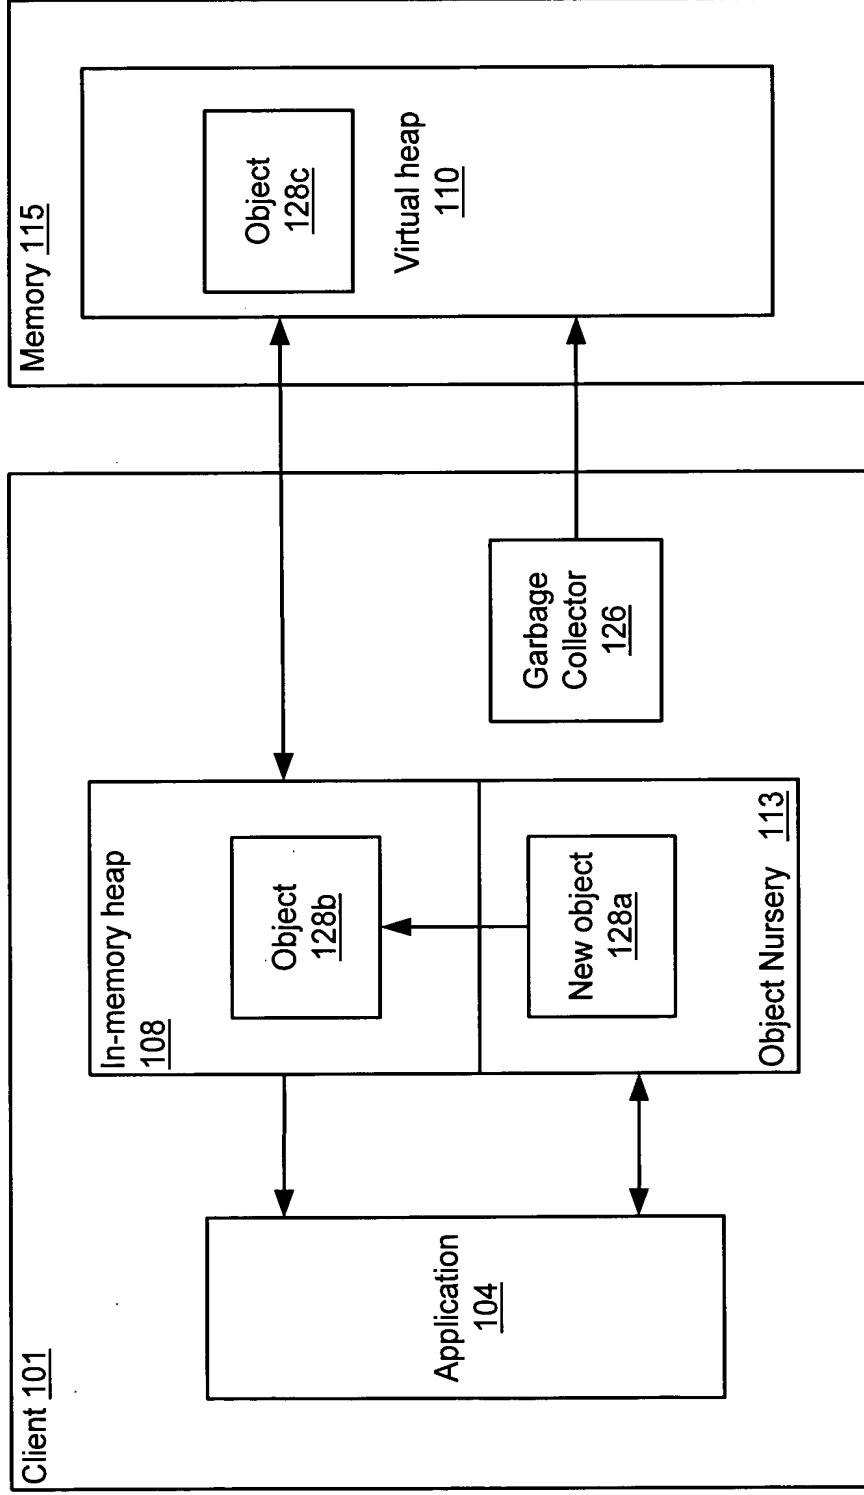 Client 101
Application
104
In-memory heap
108
Object
128b
New object
128a
Object Nursery 113
Garbage
Collector
126
Memory 115
Object
128c
Virtual heap
110